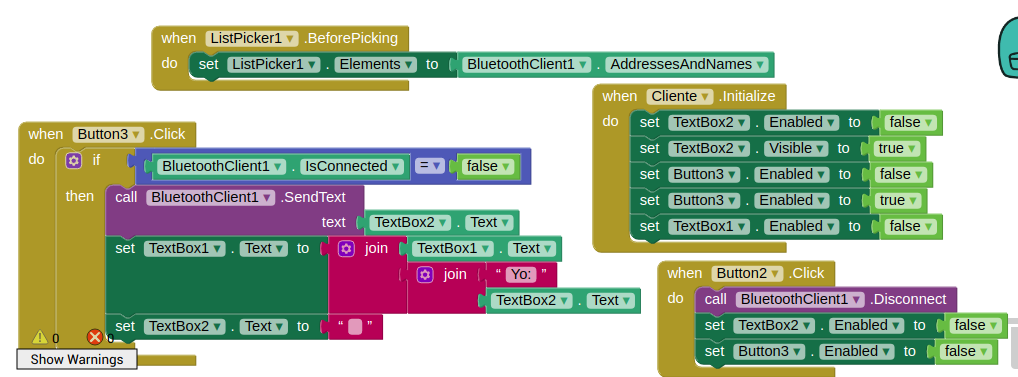 when ListPicker1 .BeforePicking
do set ListPicker1 . Elements to BluetoothClient1 . AddressesAndNames
when Cliente .Initialize
do set TextBox2 . Enabled to false
set TextBox2 . Visible to true
set Button3 . Enabled to false
set Button3 . Enabled to true
set TextBox1 . Enabled to false
when Button3 .Click
do if BluetoothClient1 . IsConnected = false
then call BluetoothClient1 .SendText
text TextBox2 . Text
set TextBox1 . Text to join TextBox1 . Text
join “ Yo: ”
TextBox2 . Text
set TextBox2 . Text to “ ”
0 0
Show Warnings
when Button2 .Click
do call BluetoothClient1 .Disconnect
set TextBox2 . Enabled to false
set Button3 . Enabled to false